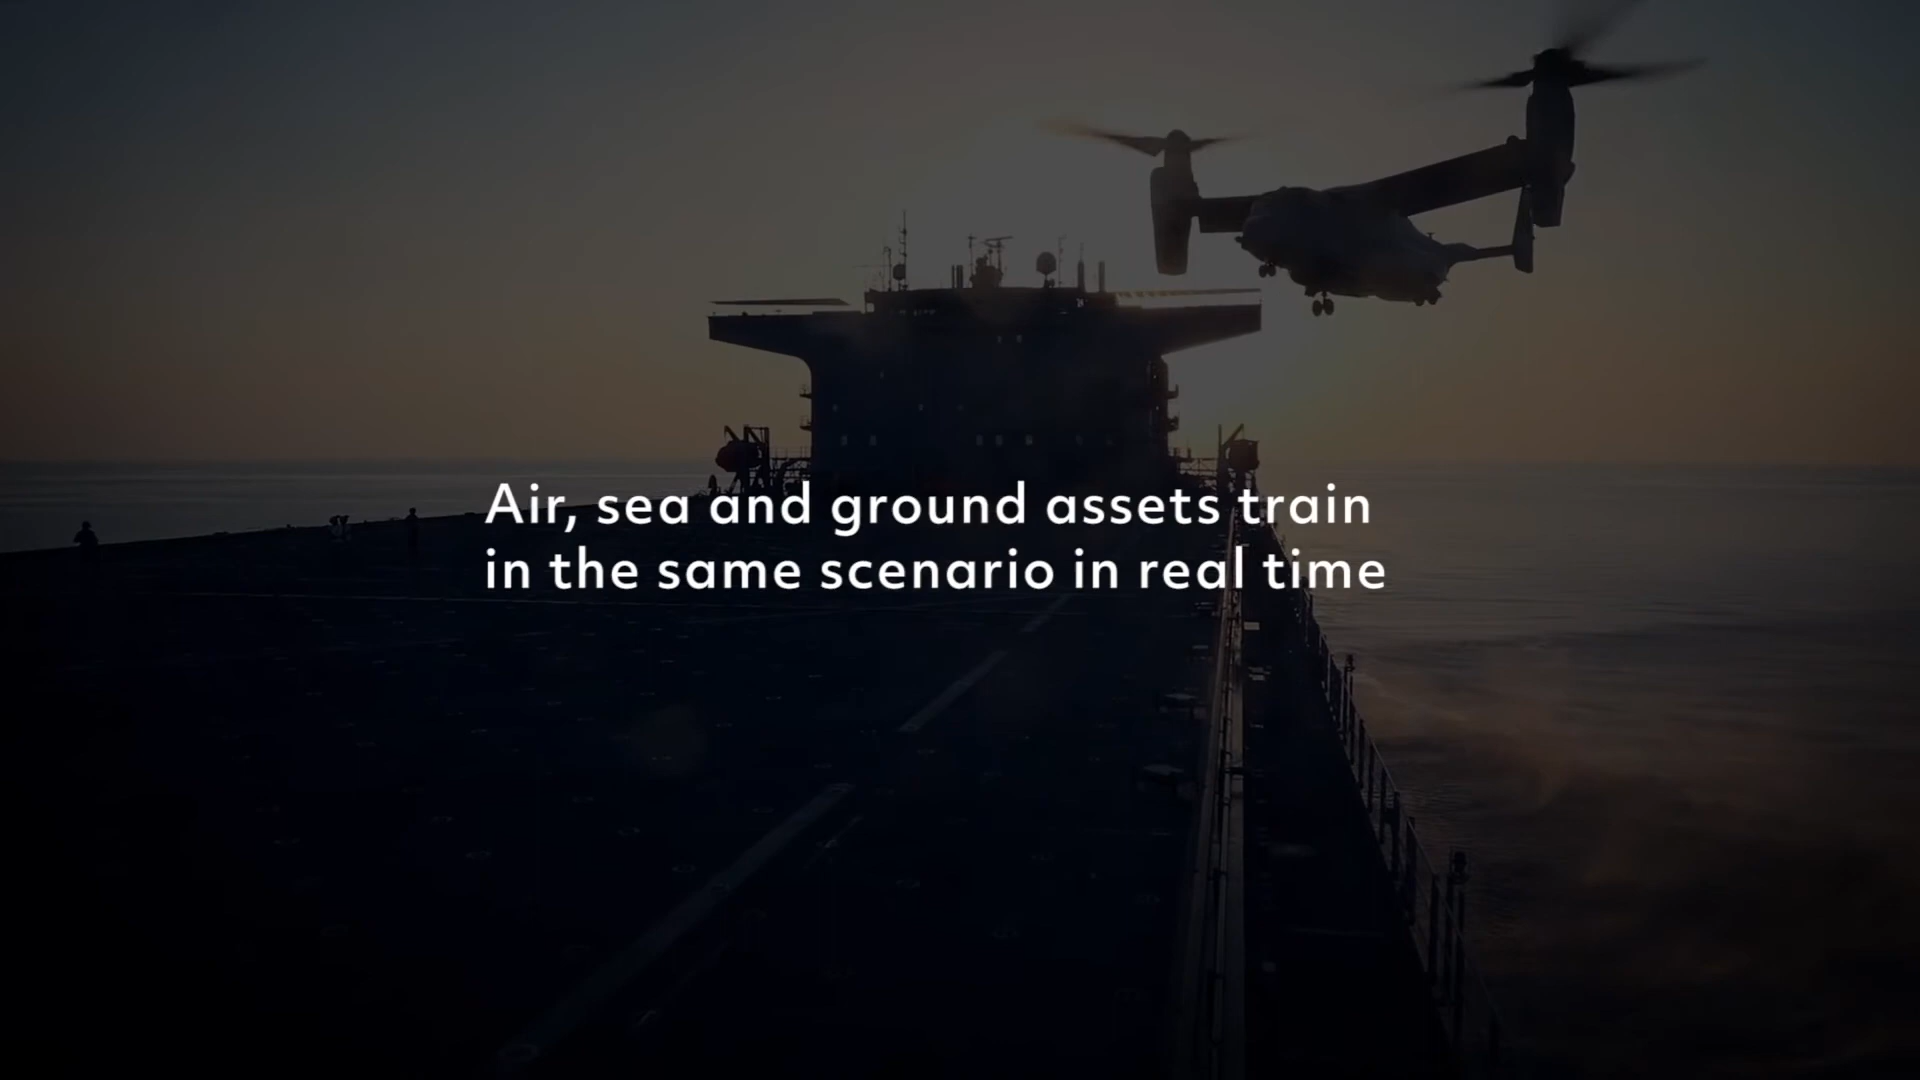 Air, sea and ground assets train
in the same scenario in real time